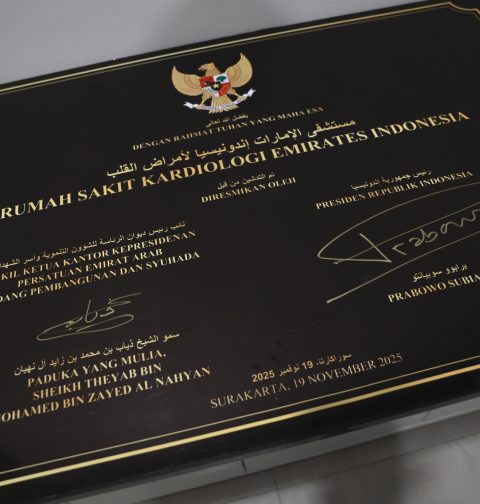 بفضل الله تعالى
DENGAN RAHMAT TUHAN YANG MAHA ESA
مستشفى الإمارات إندونيسيا لأمراض القلب
RUMAH SAKIT KARDIOLOGI EMIRATES INDONESIA
تم التدشين من قبل
DIRESMIKAN OLEH
نائب رئيس ديوان الرئاسة للشؤون التنموية وأسر الشهداء
KIL KETUA KANTOR KEPRESIDENAN
PERSATUAN EMIRAT ARAB
DANG PEMBANGUNAN DAN SYUHADA
سمو الشيخ ذياب بن محمد بن زايد آل نهيان
PADUKA YANG MULIA,
SHEIKH THEYAB BIN
MOHAMED BIN ZAYED AL NAHYAN
رئيس جمهورية اندونيسيا
PRESIDEN REPUBLIK INDONESIA
برابوو سوبيانتو
PRABOWO SUBIA
سوراكارتا، 19 نوفمبر 2025
SURAKARTA, 19 NOVEMBER 2025